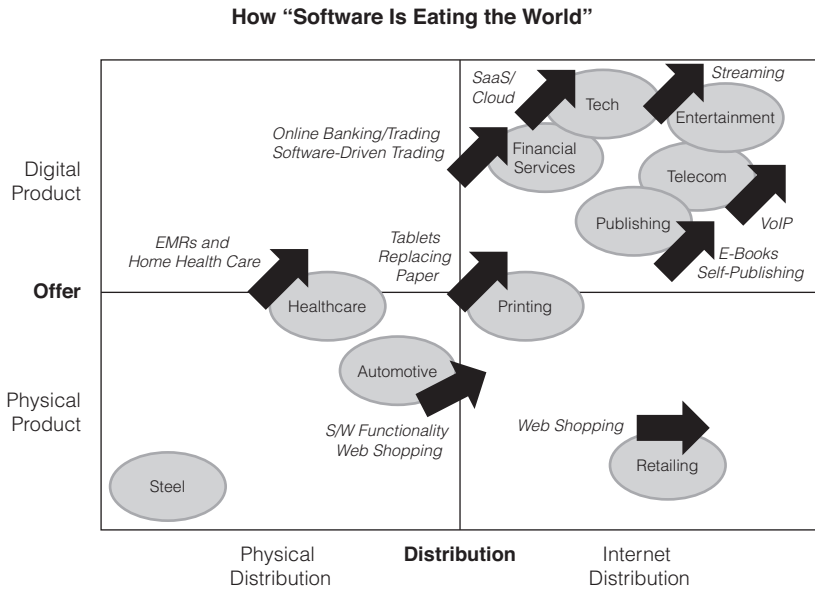 How “Software Is Eating the World”
SaaS/
Cloud
Streaming
Tech
Entertainment
Online Banking/Trading
Software-Driven Trading
Financial
Services
Digital
Product
Telecom
Publishing
VoIP
EMRs and
Home Health Care
Tablets
Replacing
Paper
E-Books
Self-Publishing
Offer
Healthcare
Printing
Automotive
Physical
Product
S/W Functionality
Web Shopping
Web Shopping
Retailing
Steel
Physical
Distribution
Distribution
Internet
Distribution